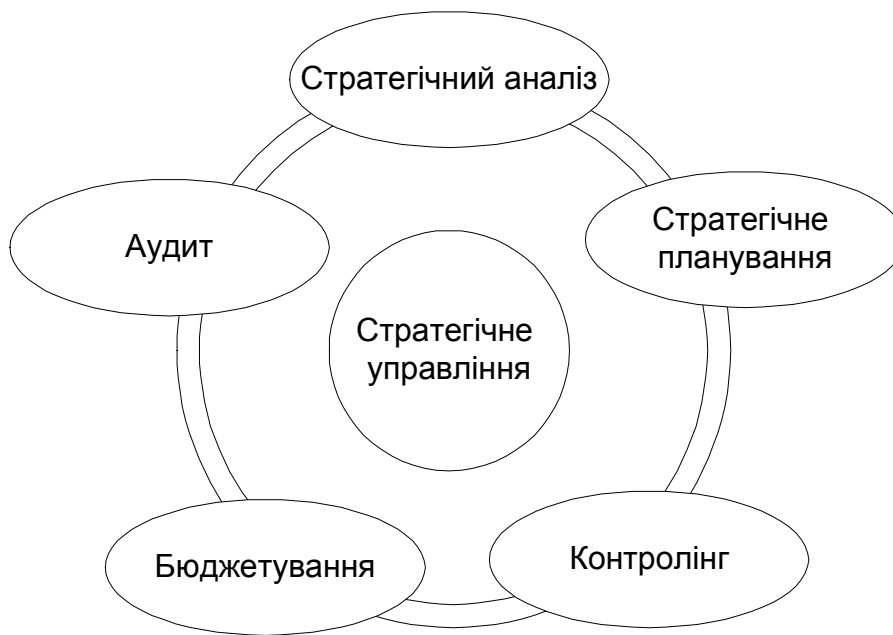 Стратегічний аналіз
Стратегічне
планування
Аудит
Стратегічне
управління
Бюджетування
Контролінг